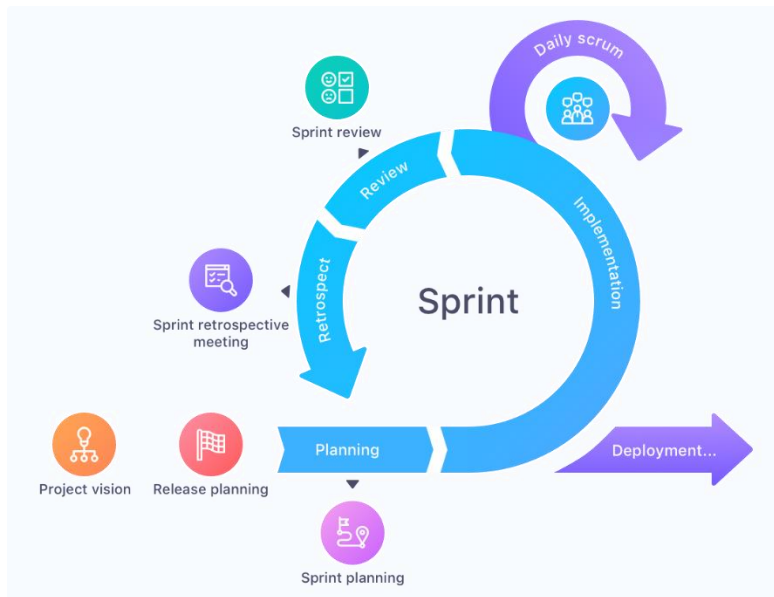 Daily scrum
Sprint review
Review
Implementation
Retrospect
Sprint
Sprint retrospective
meeting
Planning
Deployment...
Project vision
Release planning
Sprint planning